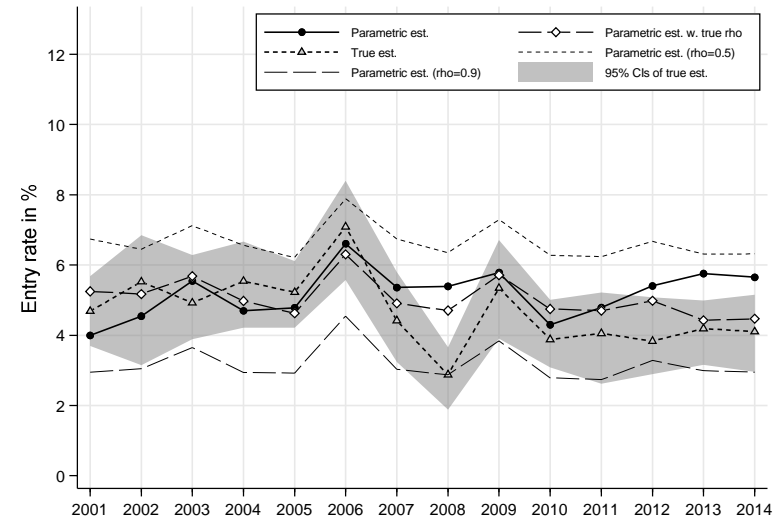 Parametric est.
Parametric est. w. true rho
True est.
Parametric est. (rho=0.5)
Parametric est. (rho=0.9)
95% CIs of true est.
Entry rate in %
12
10
8
6
4
2
0
2001 2002 2003 2004 2005 2006 2007 2008 2009 2010 2011 2012 2013 2014